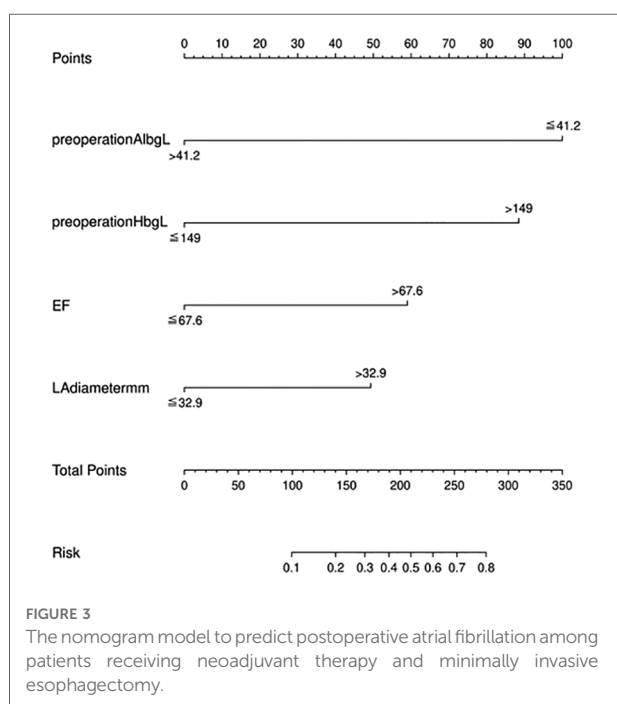 Points 0 10 20 30 40 50 60 70 80 90 100
≦41.2
preoperationAlbgL
>41.2
>149
preoperationHbgL
≦149
>67.6
EF
≦67.6
>32.9
LAdiametermm
≦32.9
Total Points
0 50 100 150 200 250 300 350
Risk
0.1 0.2 0.3 0.4 0.5 0.6 0.7 0.8
FIGURE 3
The nomogram model to predict postoperative atrial fibrillation among
patients receiving neoadjuvant therapy and minimally invasive
esophagectomy.